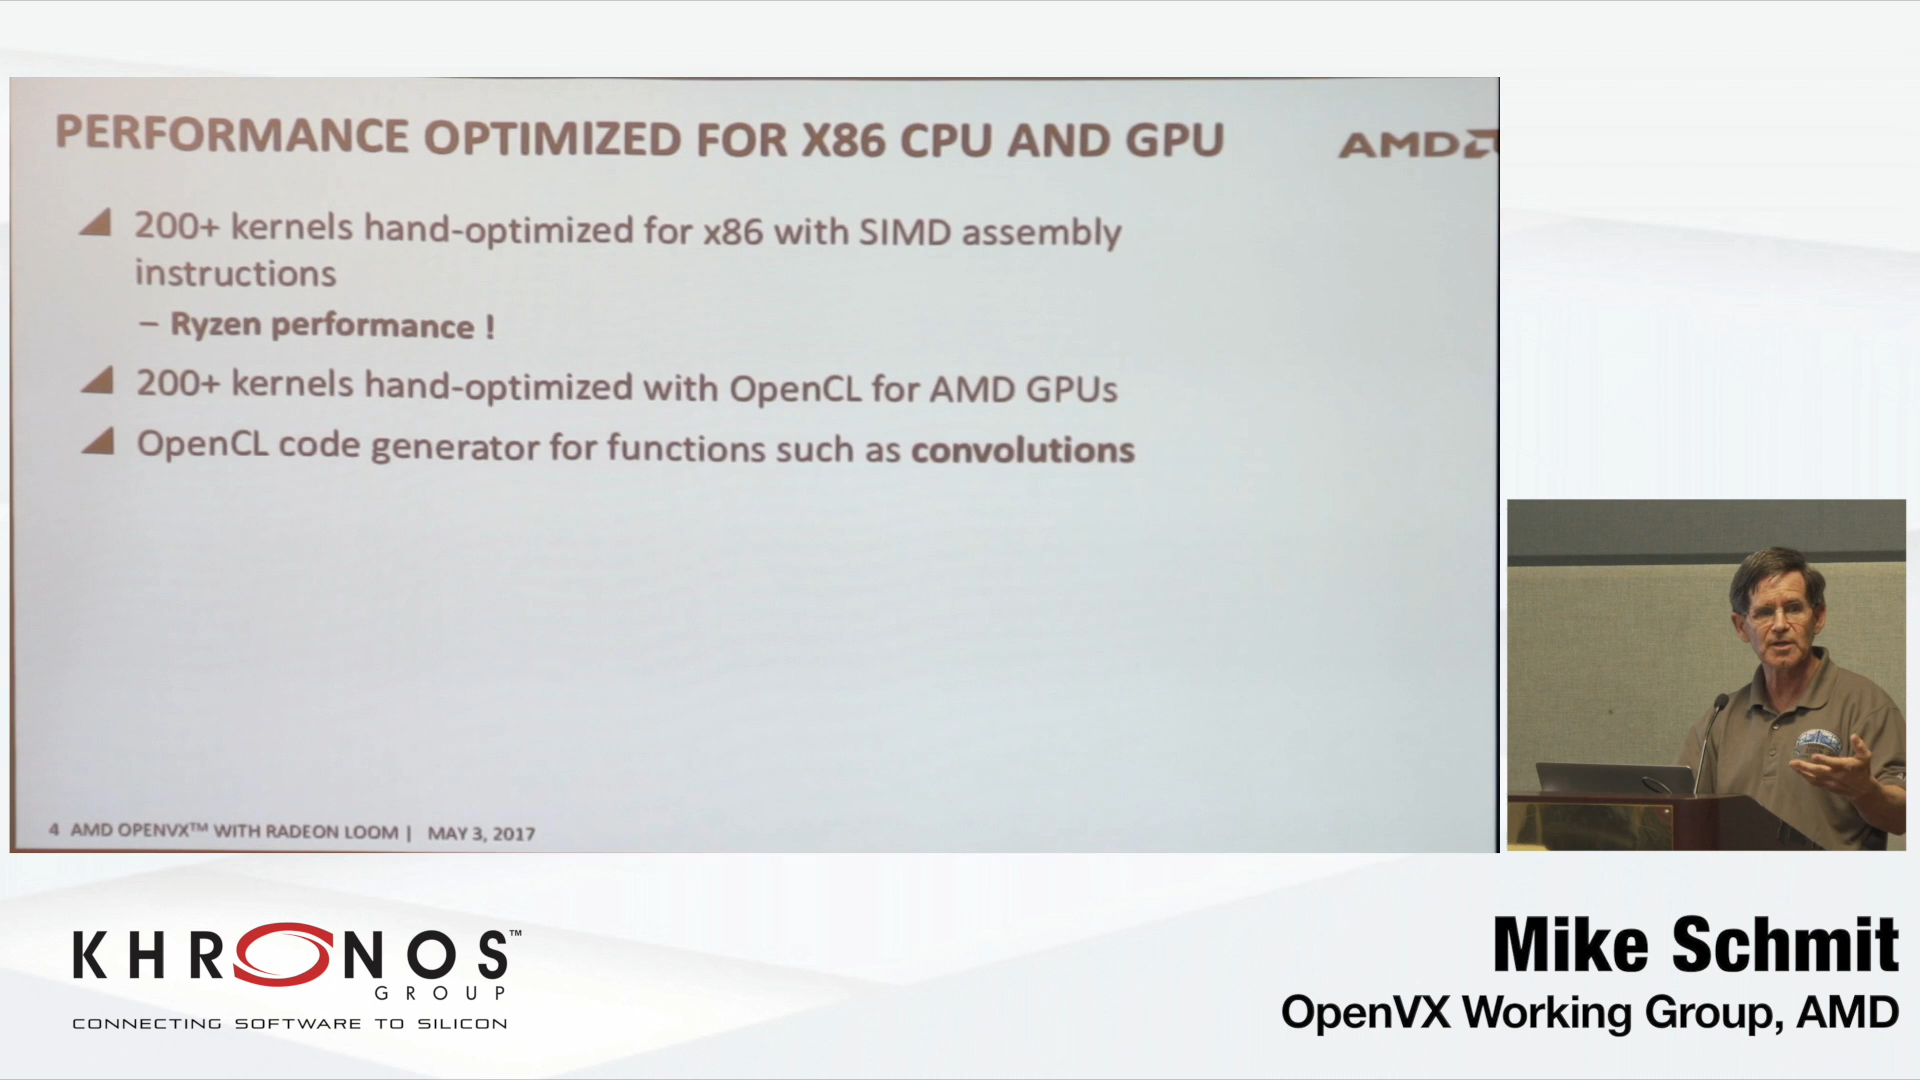 PERFORMANCE OPTIMIZED FOR X86 CPU AND GPU
AMD
200+ kernels hand-optimized for x86 with SIMD assembly
instructions
– Ryzen performance !
200+ kernels hand-optimized with OpenCL for AMD GPUs
OpenCL code generator for functions such as convolutions
4 AMD OPENVX™ WITH RADEON LOOM | MAY 3, 2017
KHRONOS™
GROUP
CONNECTING SOFTWARE TO SILICON
Mike Schmit
OpenVX Working Group, AMD